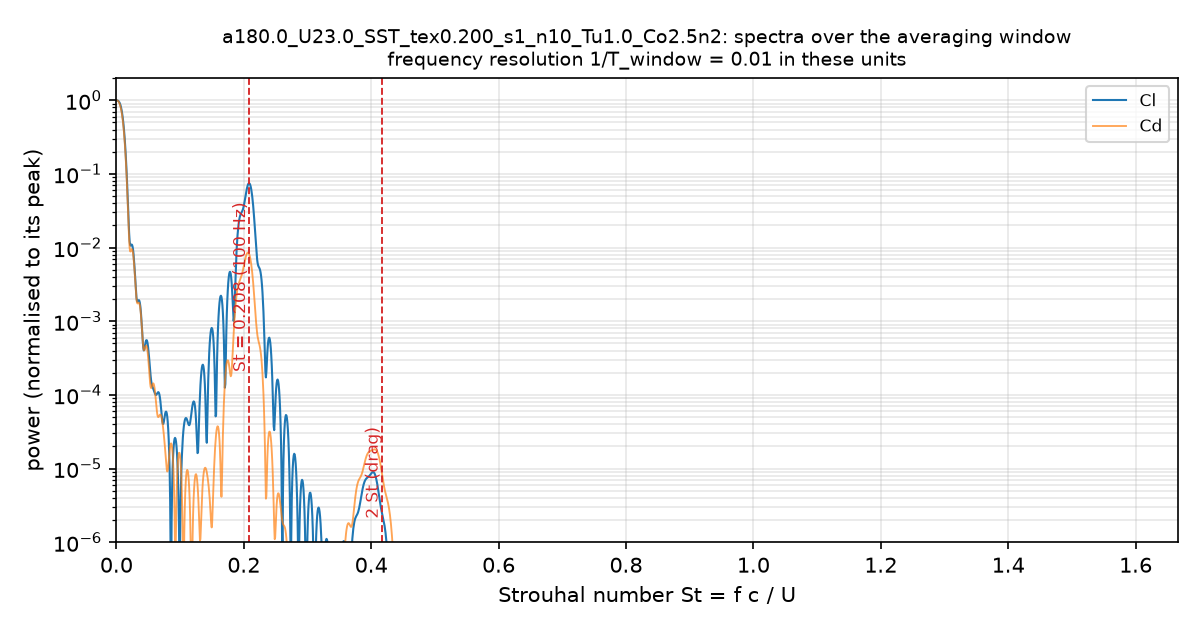 a180.0_U23.0_SST_tex0.200_s1_n10_Tu1.0_Co2.5n2: spectra over the averaging window
frequency resolution 1/T_window = 0.01 in these units
Cl
Cd
power (normalised to its peak)
10⁰
10⁻¹
10⁻²
10⁻³
10⁻⁴
10⁻⁵
10⁻⁶
St = 0.208 (100 Hz)
2 St (drag)
0.0 0.2 0.4 0.6 0.8 1.0 1.2 1.4 1.6
Strouhal number St = f c / U